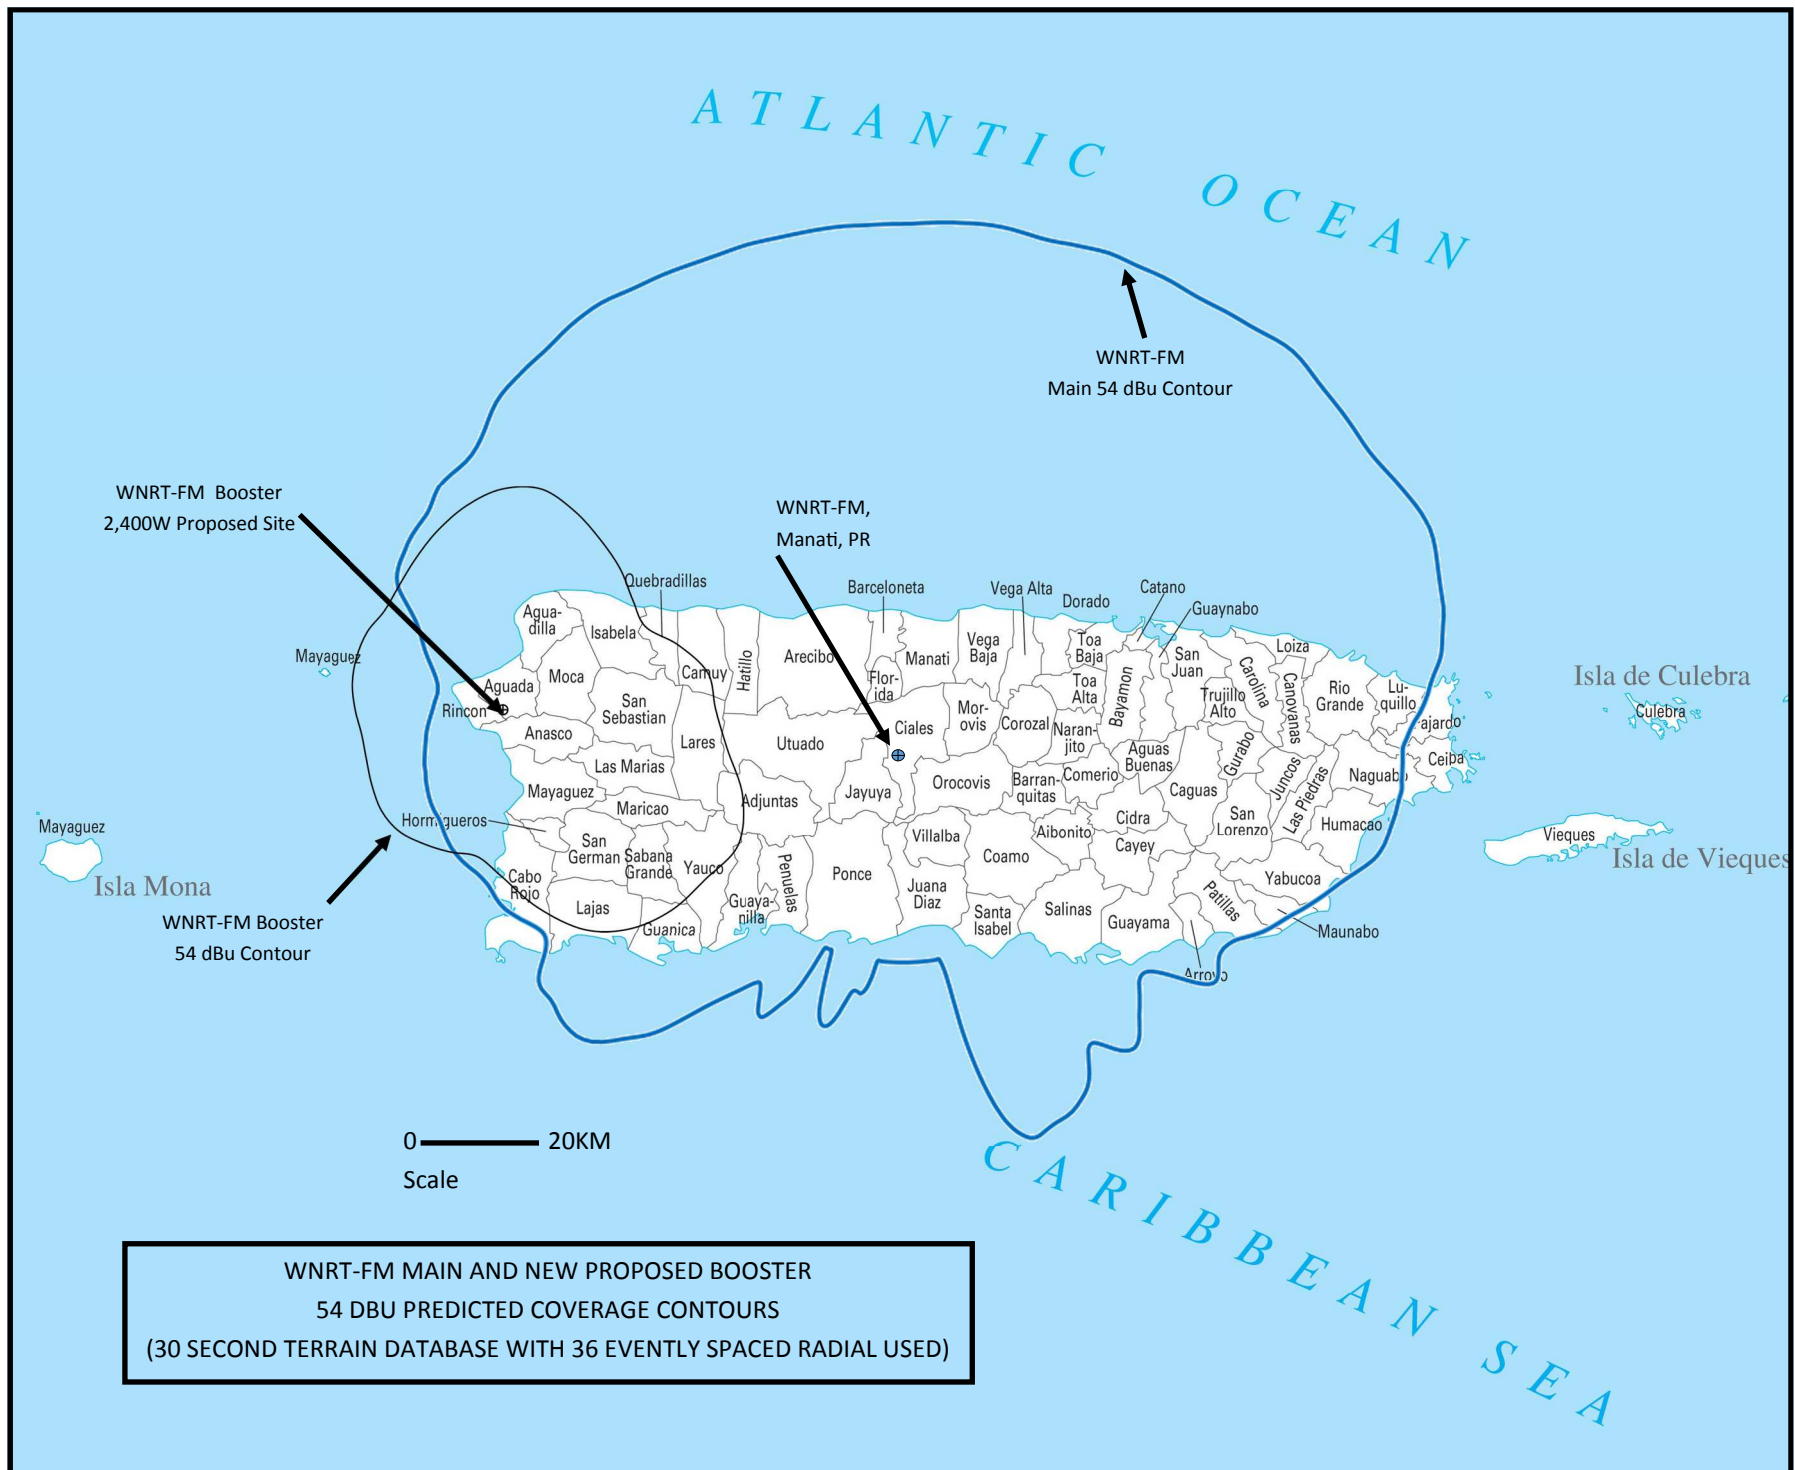 ATLANTIC OCEAN
WNRT-FM
Main 54 dBu Contour
WNRT-FM Booster
2,400W Proposed Site
WNRT-FM,
Manati, PR
Quebradillas
Barceloneta
Vega Alta
Dorado
Catano
Guaynabo
Agua-
dilla
Isabela
Moca
Aguada
Rincon
Camuy
Hatillo
Arecibo
Flor-
ida
Manati
Vega
Baja
Toa
Baja
Toa
Alta
Bayamon
San
Juan
Trujillo
Alto
Carolina
Loiza
Canovanas
Rio
Grande
Lu-
quillo
ajardo
Ceiba
Mayaguez
San
Sebastian
Anasco
Lares
Utuado
Ciales
Mor-
ovis
Corozal
Naran-
jito
Aguas
Buenas
Gurabo
Juncos
Naguabo
Las Marias
Mayaguez
Maricao
Adjuntas
Jayuya
Orocovis
Barran-
quitas
Comerio
Caguas
San
Lorenzo
Las Piedras
Humacao
Hormigueros
San
German
Sabana
Grande
Yauco
Penuelas
Ponce
Villalba
Coamo
Aibonito
Cidra
Cayey
Yabucoa
Cabo
Rojo
Lajas
Guanica
Guaya-
nilla
Juana
Diaz
Santa
Isabel
Salinas
Guayama
Patillas
Arroyo
Maunabo
Isla de Culebra
Culebra
Vieques
Isla de Vieques
Mayaguez
Isla Mona
WNRT-FM Booster
54 dBu Contour
0 20KM
Scale
CARIBBEAN SEA
WNRT-FM MAIN AND NEW PROPOSED BOOSTER
54 DBU PREDICTED COVERAGE CONTOURS
(30 SECOND TERRAIN DATABASE WITH 36 EVENTLY SPACED RADIAL USED)